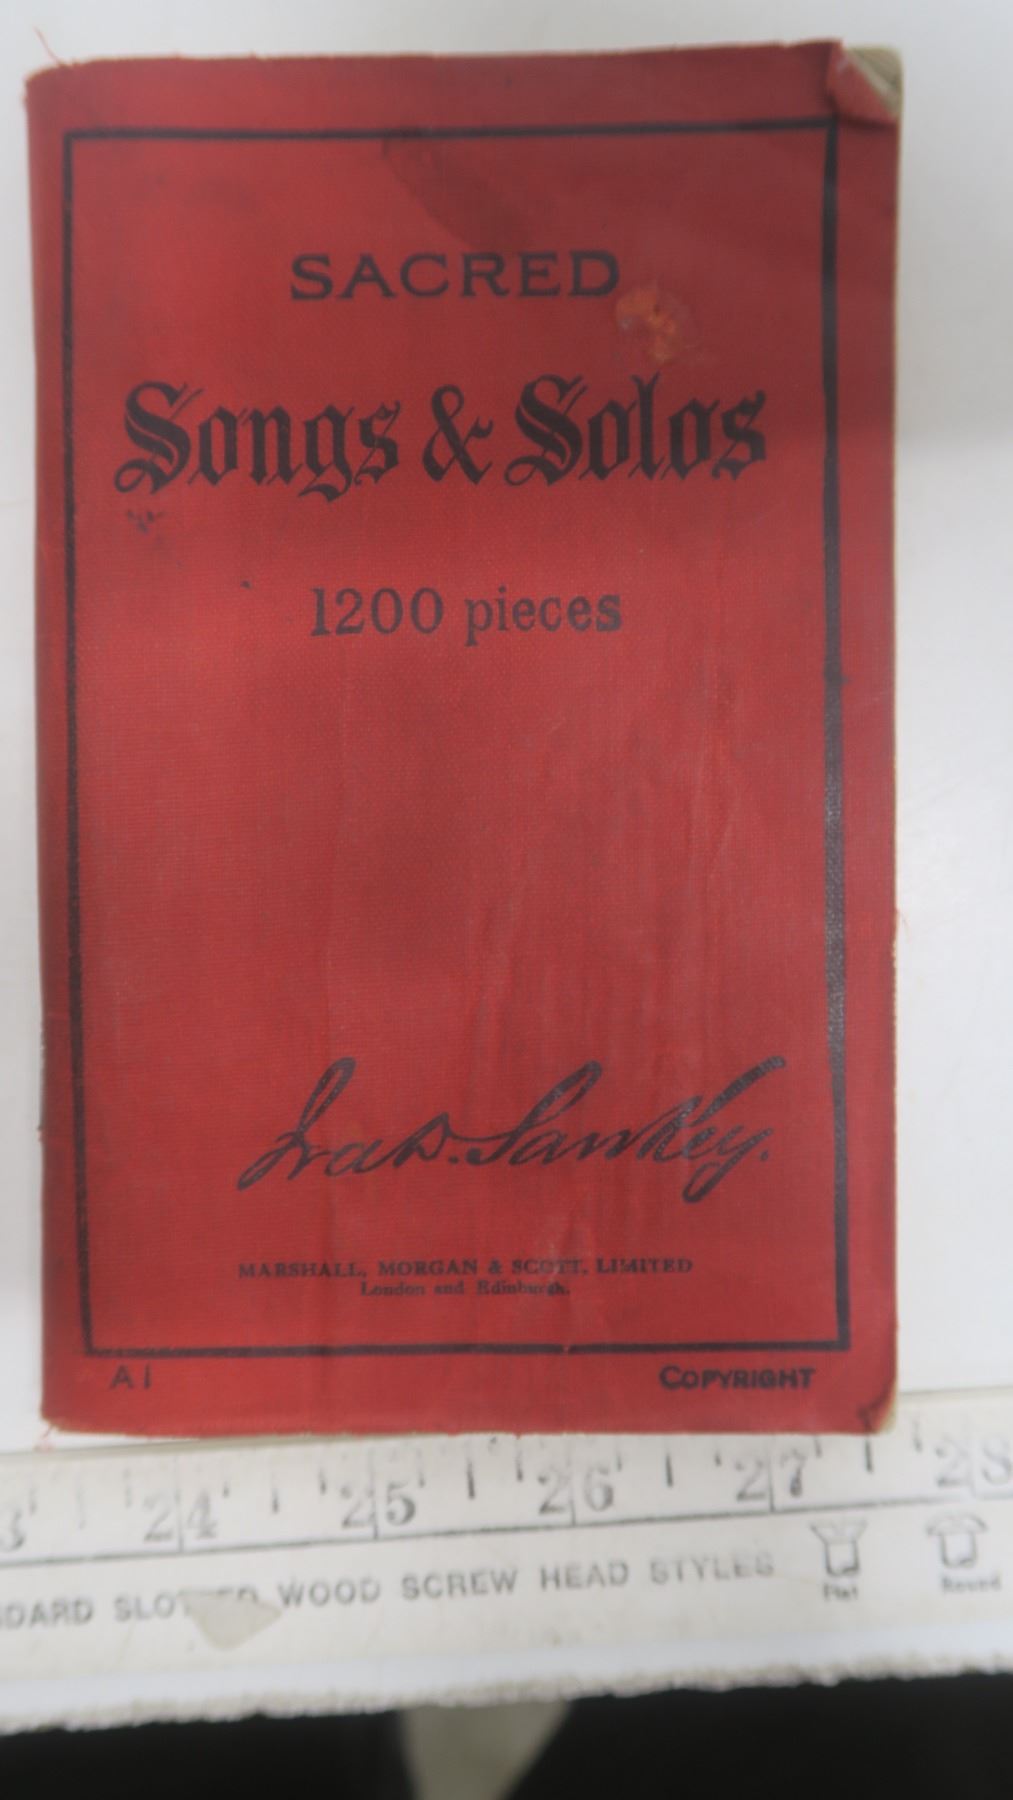 SACRED
Songs & Solos
1200 pieces
Ira D. Sankey.
MARSHALL, MORGAN & SCOTT, LIMITED
London and Edinburgh.
A1 COPYRIGHT
24 25 26 27 28
WOOD SCREW HEAD STYLES
Flat Round